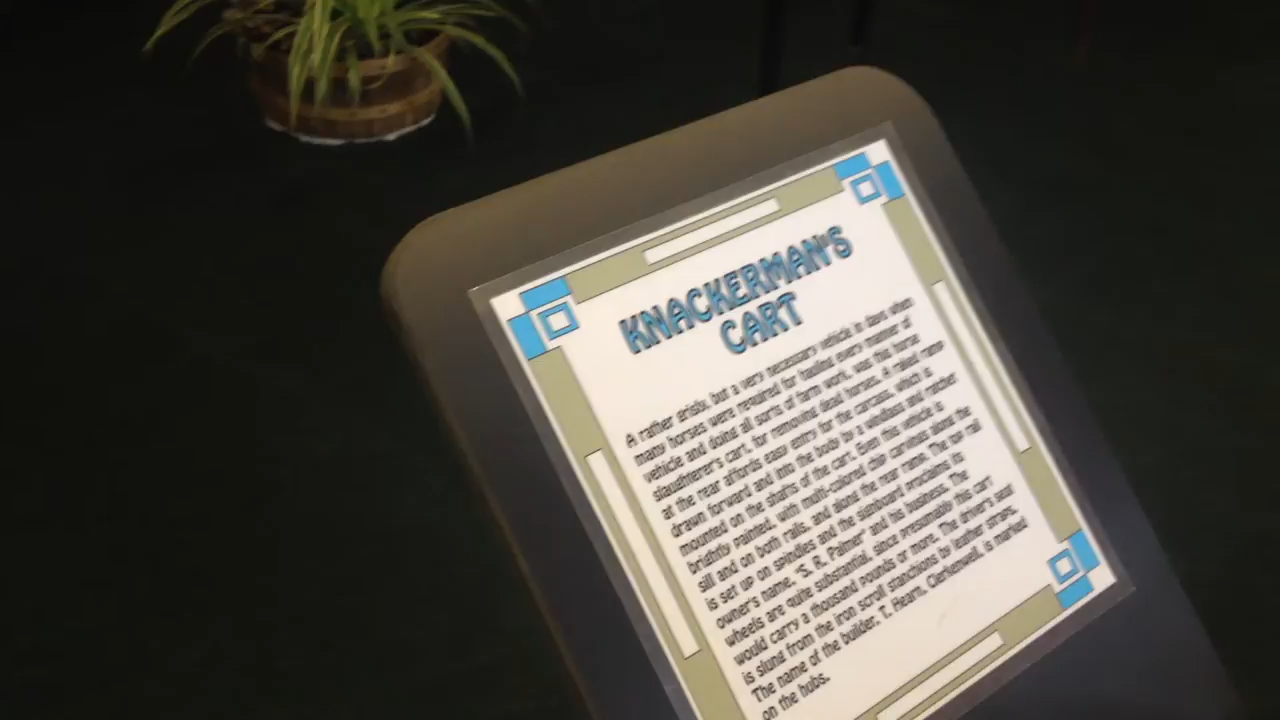 KNACKERMAN'S
CART
A rather grisly, but a very necessary vehicle in days when
many horses were required for hauling every manner of
vehicle and doing all sorts of farm work, was this horse
slaughterer's cart, for removing dead horses. A raked ramp
at the rear affords easy entry for the carcass, which is
drawn forward and into the body by a windlass and ratchet
mounted on the shafts of the cart. Even this vehicle is
brightly painted, with multi-colored chip carvings along the
sill and on both rails, and along the rear ramp. The top rail
is set up on spindles and the signboard proclaims its
owner's name, "S. R. Palmer" and his business. The
wheels are quite substantial, since presumably this cart
would carry a thousand pounds or more. The driver's seat
is slung from the iron scroll stanchions by leather straps.
The name of the builder, T. Hearn, Clerkenwell, is marked
on the hubs.